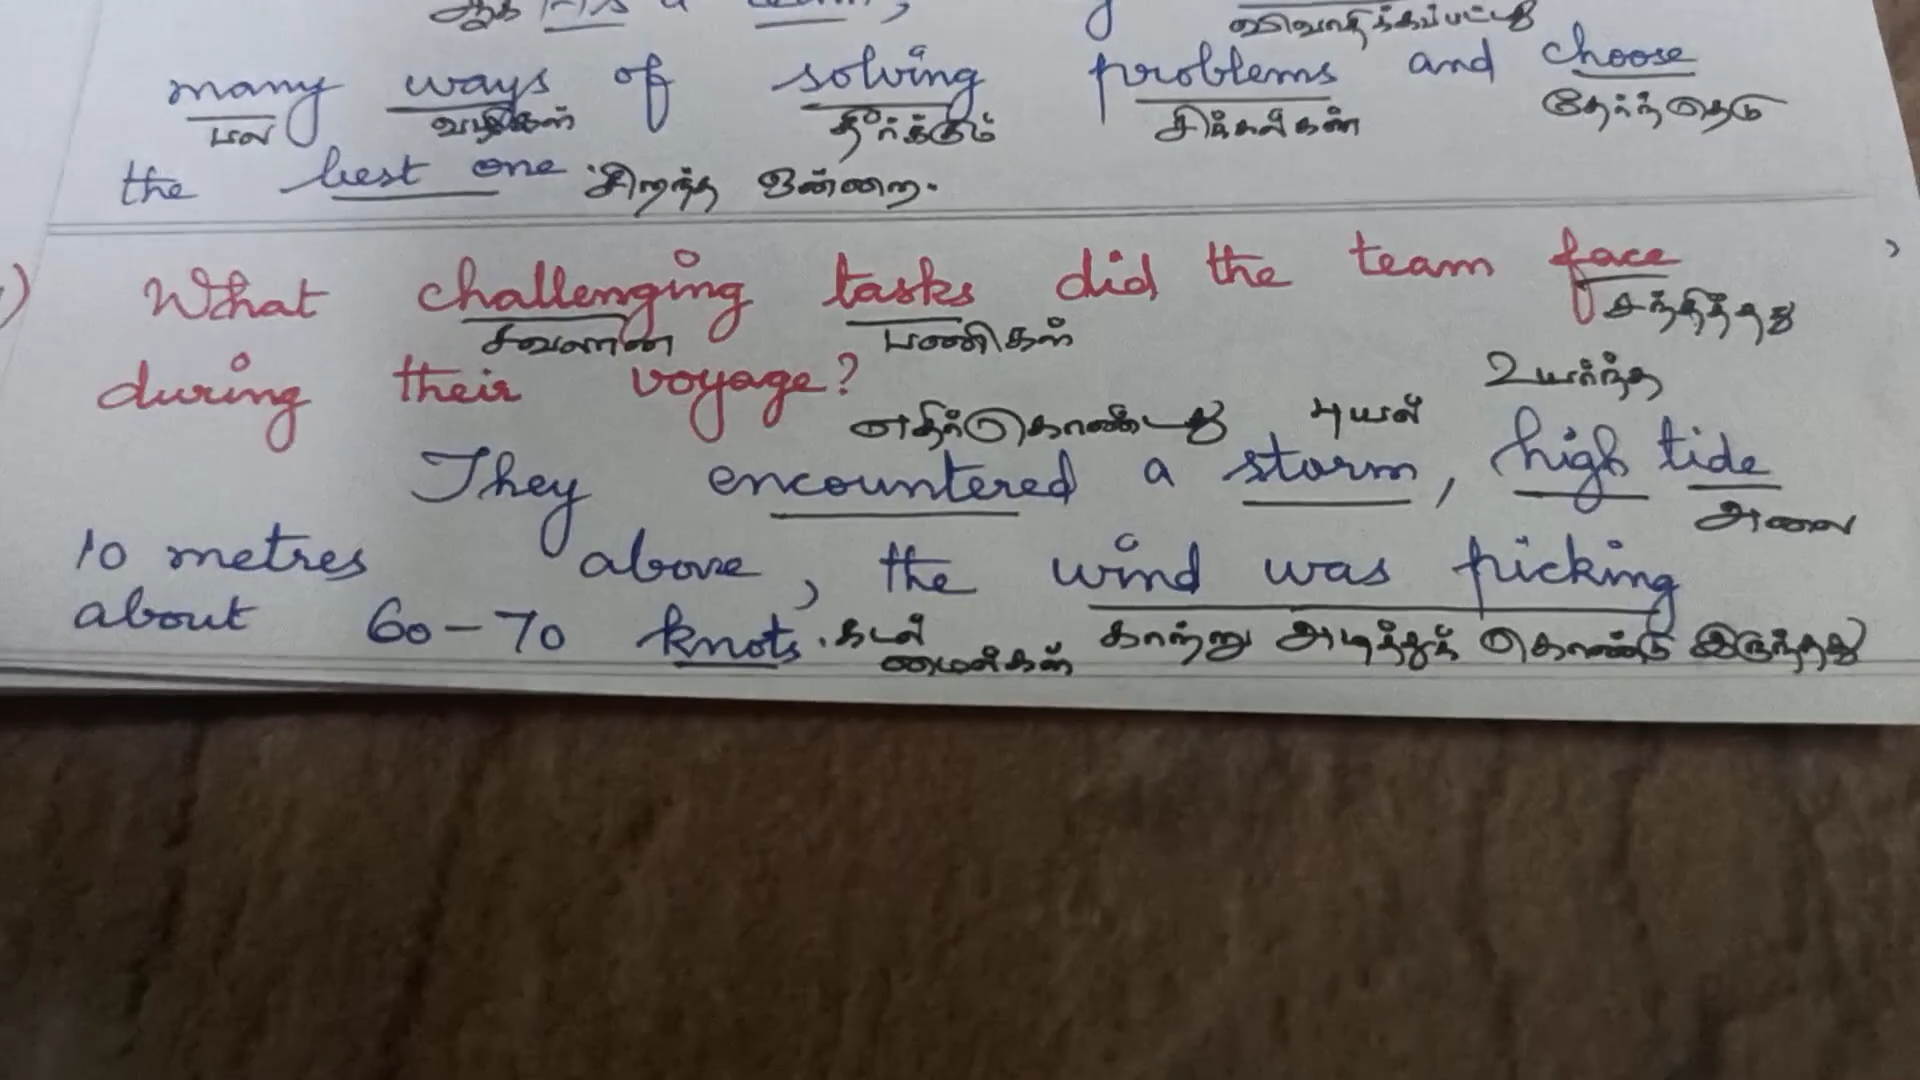 விவாதிக்கப்பட்டது
many ways of solving problems and choose
பல வழிகள் தீர்க்கும் சிக்கல்கள் தேர்ந்தெடு
the best one சிறந்த ஒன்றை.
What challenging tasks did the team face
சவாலான பணிகள் சந்தித்தது
during their voyage?
எதிர்கொண்டது புயல் உயர்ந்த
They encountered a storm, high tide
அலை
10 metres above, the wind was picking
about 60-70 knots. கடல் மைல்கள் காற்று அடித்துக் கொண்டு இருந்தது